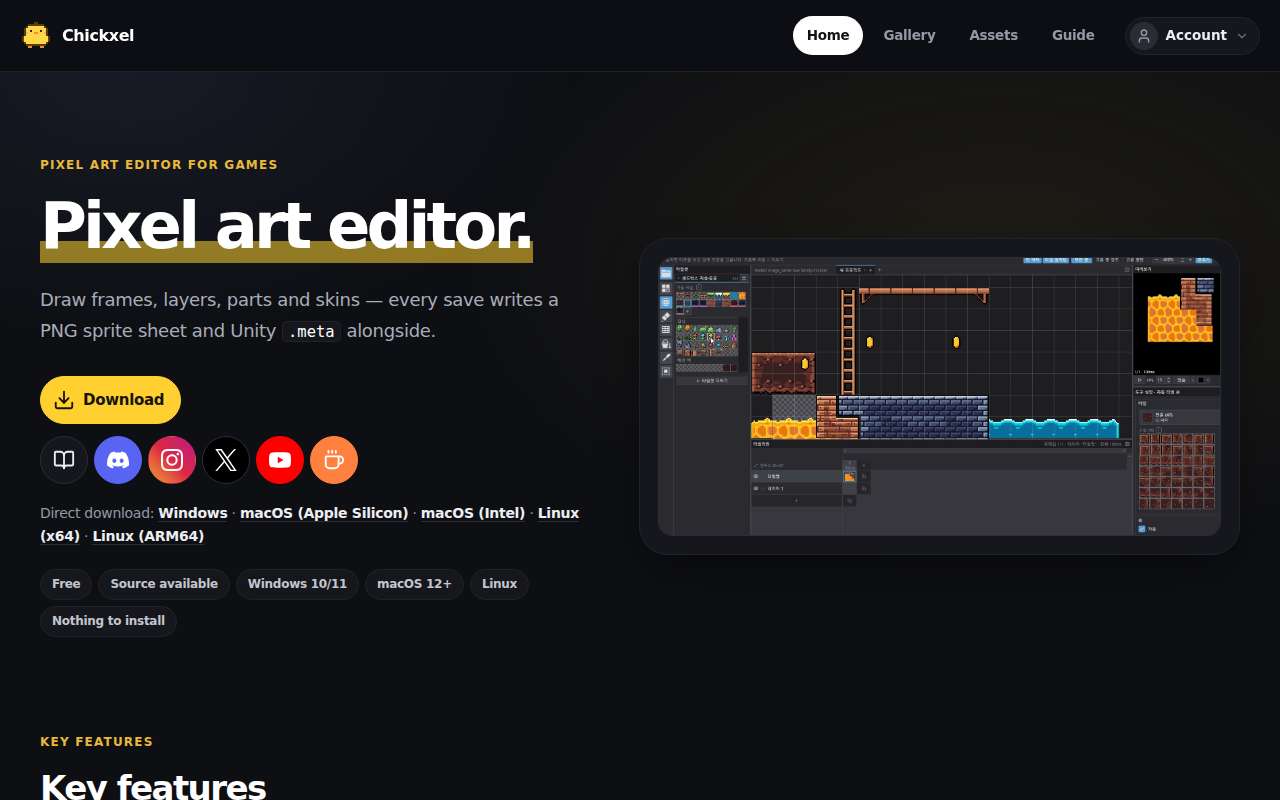 Chickxel
Home
Gallery
Assets
Guide
Account
PIXEL ART EDITOR FOR GAMES
Pixel art editor.
Draw frames, layers, parts and skins — every save writes a
PNG sprite sheet and Unity .meta alongside.
Download
Direct download: Windows · macOS (Apple Silicon) · macOS (Intel) · Linux
(x64) · Linux (ARM64)
Free
Source available
Windows 10/11
macOS 12+
Linux
Nothing to install
KEY FEATURES
Key features